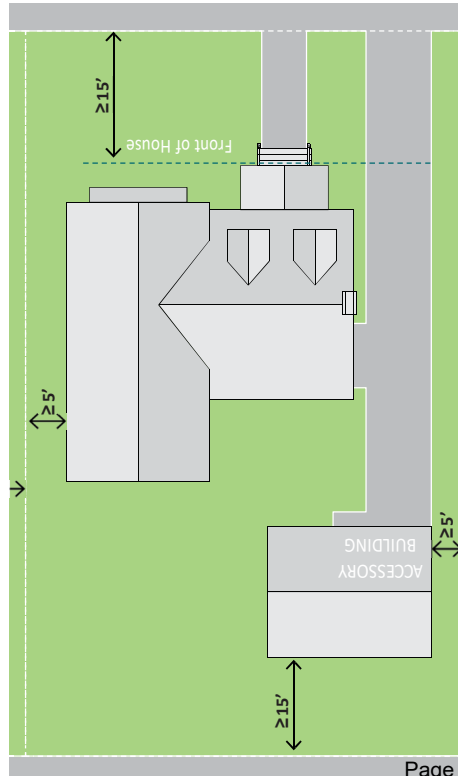 ≥15'
Front of House
≥5'
ACCESSORY
BUILDING
≥5'
≥15'
Page